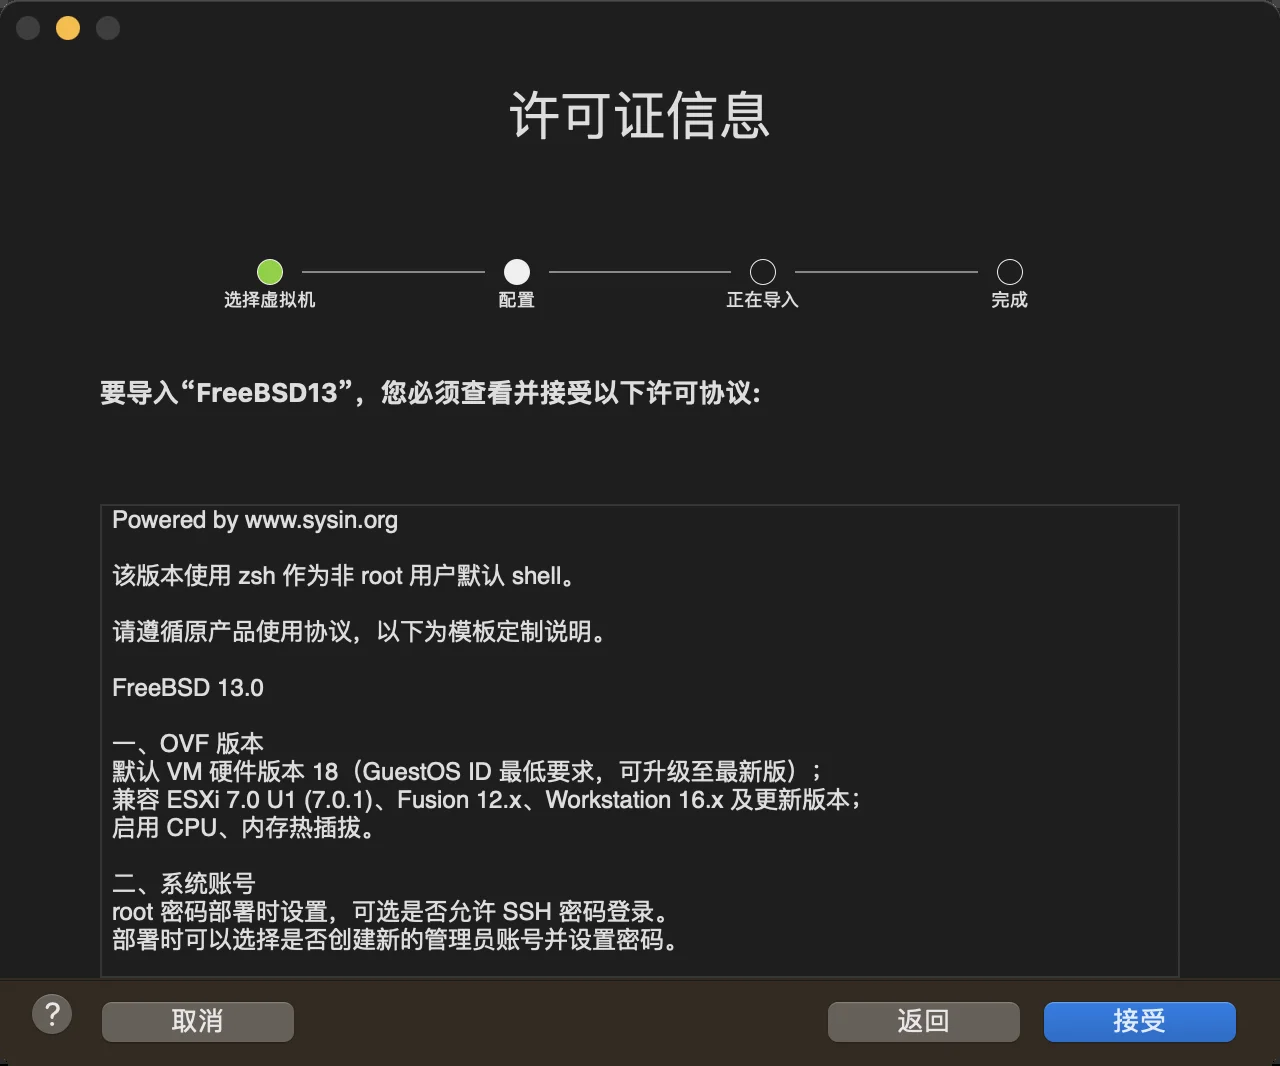 许可证信息
选择虚拟机
配置
正在导入
完成
要导入“FreeBSD13”，您必须查看并接受以下许可协议:
Powered by www.sysin.org
该版本使用 zsh 作为非 root 用户默认 shell。
请遵循原产品使用协议，以下为模板定制说明。
FreeBSD 13.0
一、OVF 版本
默认 VM 硬件版本 18（GuestOS ID 最低要求，可升级至最新版）；
兼容 ESXi 7.0 U1 (7.0.1)、Fusion 12.x、Workstation 16.x 及更新版本；
启用 CPU、内存热插拔。
二、系统账号
root 密码部署时设置，可选是否允许 SSH 密码登录。
部署时可以选择是否创建新的管理员账号并设置密码。
?
取消
返回
接受